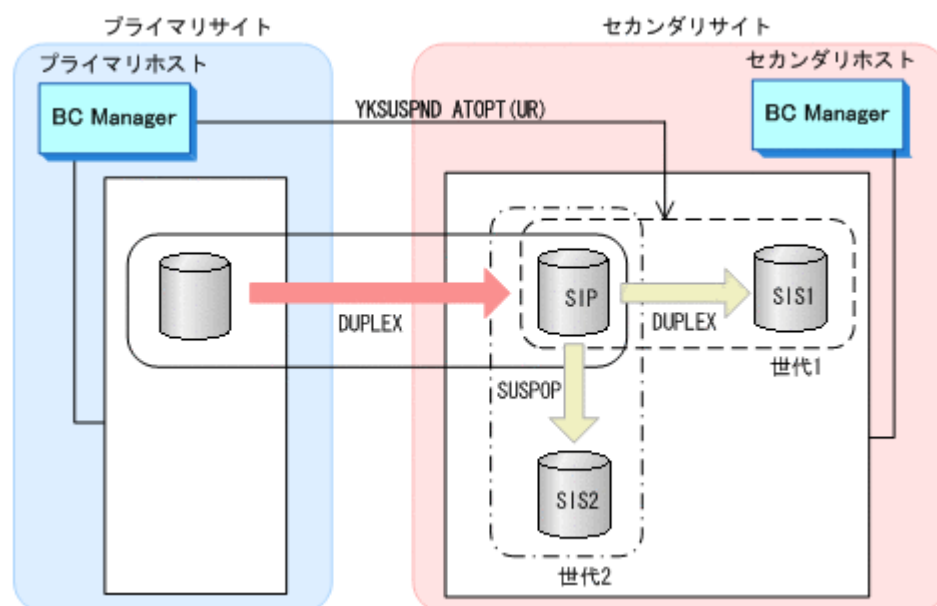 プライマリサイト
セカンダリサイト
プライマリホスト
セカンダリホスト
BC Manager
YKSUSPND ATOPT(UR)
BC Manager
SIP
SIS1
DUPLEX
DUPLEX
世代1
SUSPOP
SIS2
世代2